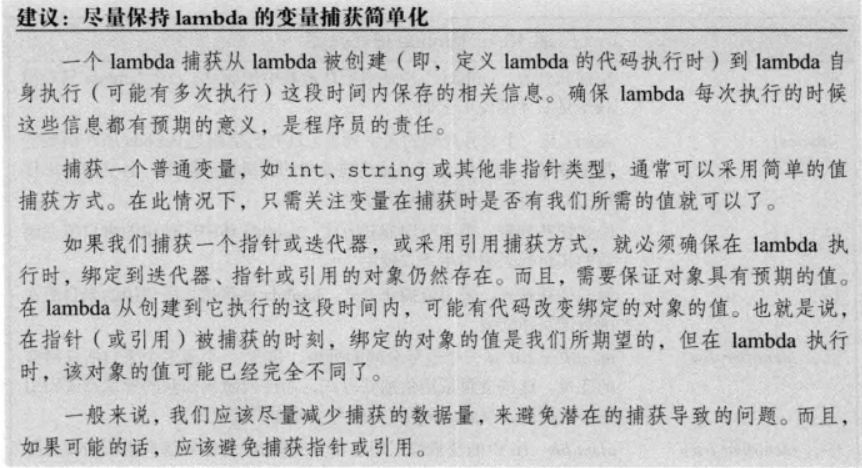 建议：尽量保持 lambda 的变量捕获简单化
一个 lambda 捕获从 lambda 被创建（即，定义 lambda 的代码执行时）到 lambda 自
身执行（可能有多次执行）这段时间内保存的相关信息。确保 lambda 每次执行的时候
这些信息都有预期的意义，是程序员的责任。
捕获一个普通变量，如 int、string 或其他非指针类型，通常可以采用简单的值
捕获方式。在此情况下，只需关注变量在捕获时是否有我们所需的值就可以了。
如果我们捕获一个指针或迭代器，或采用引用捕获方式，就必须确保在 lambda 执
行时，绑定到迭代器、指针或引用的对象仍然存在。而且，需要保证对象具有预期的值。
在 lambda 从创建到它执行的这段时间内，可能有代码改变绑定的对象的值。也就是说，
在指针（或引用）被捕获的时刻，绑定的对象的值是我们所期望的，但在 lambda 执行
时，该对象的值可能已经完全不同了。
一般来说，我们应该尽量减少捕获的数据量，来避免潜在的捕获导致的问题。而且，
如果可能的话，应该避免捕获指针或引用。